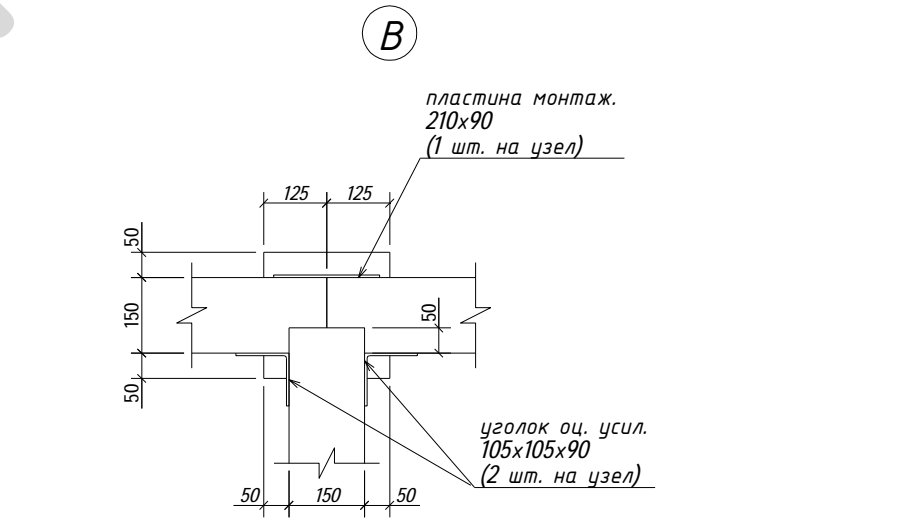 В
пластина монтаж.
210х90
(1 шт. на узел)
125 125
50
150
50
50
уголок оц. усил.
105х105х90
(2 шт. на узел)
50 150 50